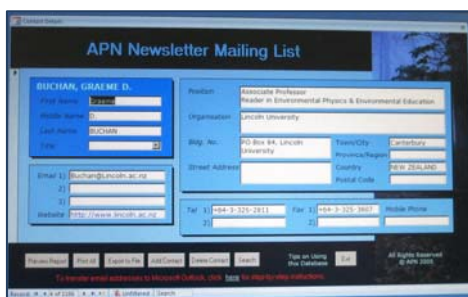 APN Newsletter Mailing List
BUCHAN, GRAEME D.
First Name Graeme
Middle Name D.
Last Name BUCHAN
Title
Email 1) Buchan@Lincoln.ac.nz
2)
3)
Website http://www.lincoln.ac.nz
Position Associate Professor
Reader in Environmental Physics & Environmental Education
Organisation Lincoln University
Bldg. No. PO Box 84, Lincoln University
Town/City Canterbury
Province/Region
Street Address
Country NEW ZEALAND
Postal Code
Tel 1) +64-3-325-2811 Fax 1) +64-3-325-3607 Mobile Phone
2) 2)
Preview Report Print All Export to File Add Contact Delete Contact Search Tips on Using this Database Exit
All Rights Reserved
© APN 2005
To transfer email addresses to Microsoft Outlook, click here for step-by-step instructions.
Unfiltered Search